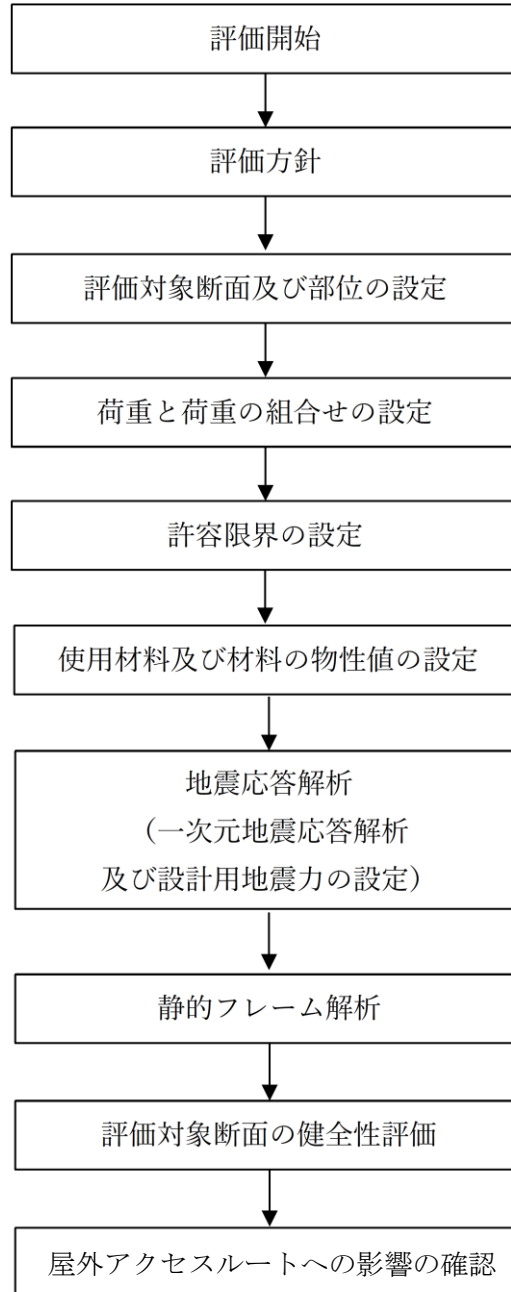 評価開始
評価方針
評価対象断面及び部位の設定
荷重と荷重の組合せの設定
許容限界の設定
使用材料及び材料の物性値の設定
地震応答解析
（一次元地震応答解析
及び設計用地震力の設定）
静的フレーム解析
評価対象断面の健全性評価
屋外アクセスルートへの影響の確認